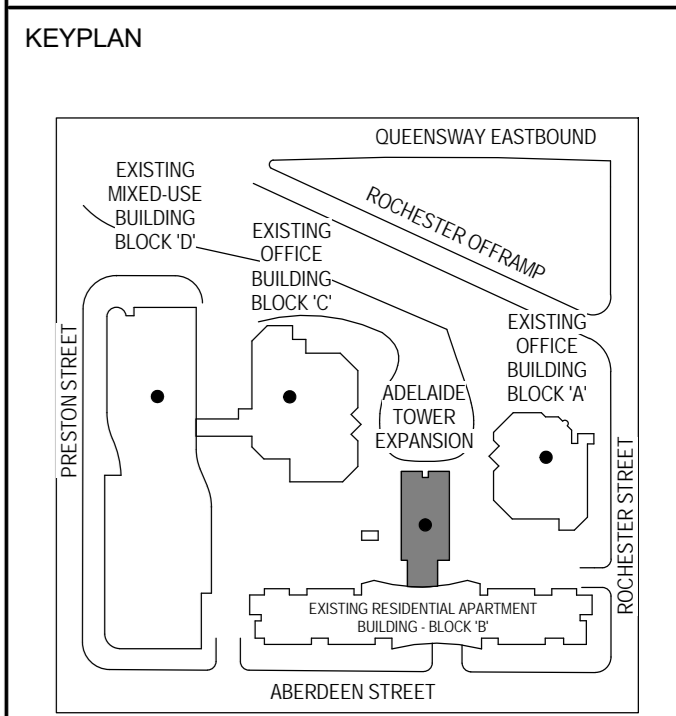 KEYPLAN
QUEENSWAY EASTBOUND
EXISTING
MIXED-USE
BUILDING
BLOCK 'D'
ROCHESTER OFFRAMP
EXISTING
OFFICE
BUILDING
BLOCK 'C'
EXISTING
OFFICE
BUILDING
BLOCK 'A'
PRESTON STREET
ADELAIDE
TOWER
EXPANSION
ROCHESTER STREET
EXISTING RESIDENTIAL APARTMENT
BUILDING - BLOCK 'B'
ABERDEEN STREET